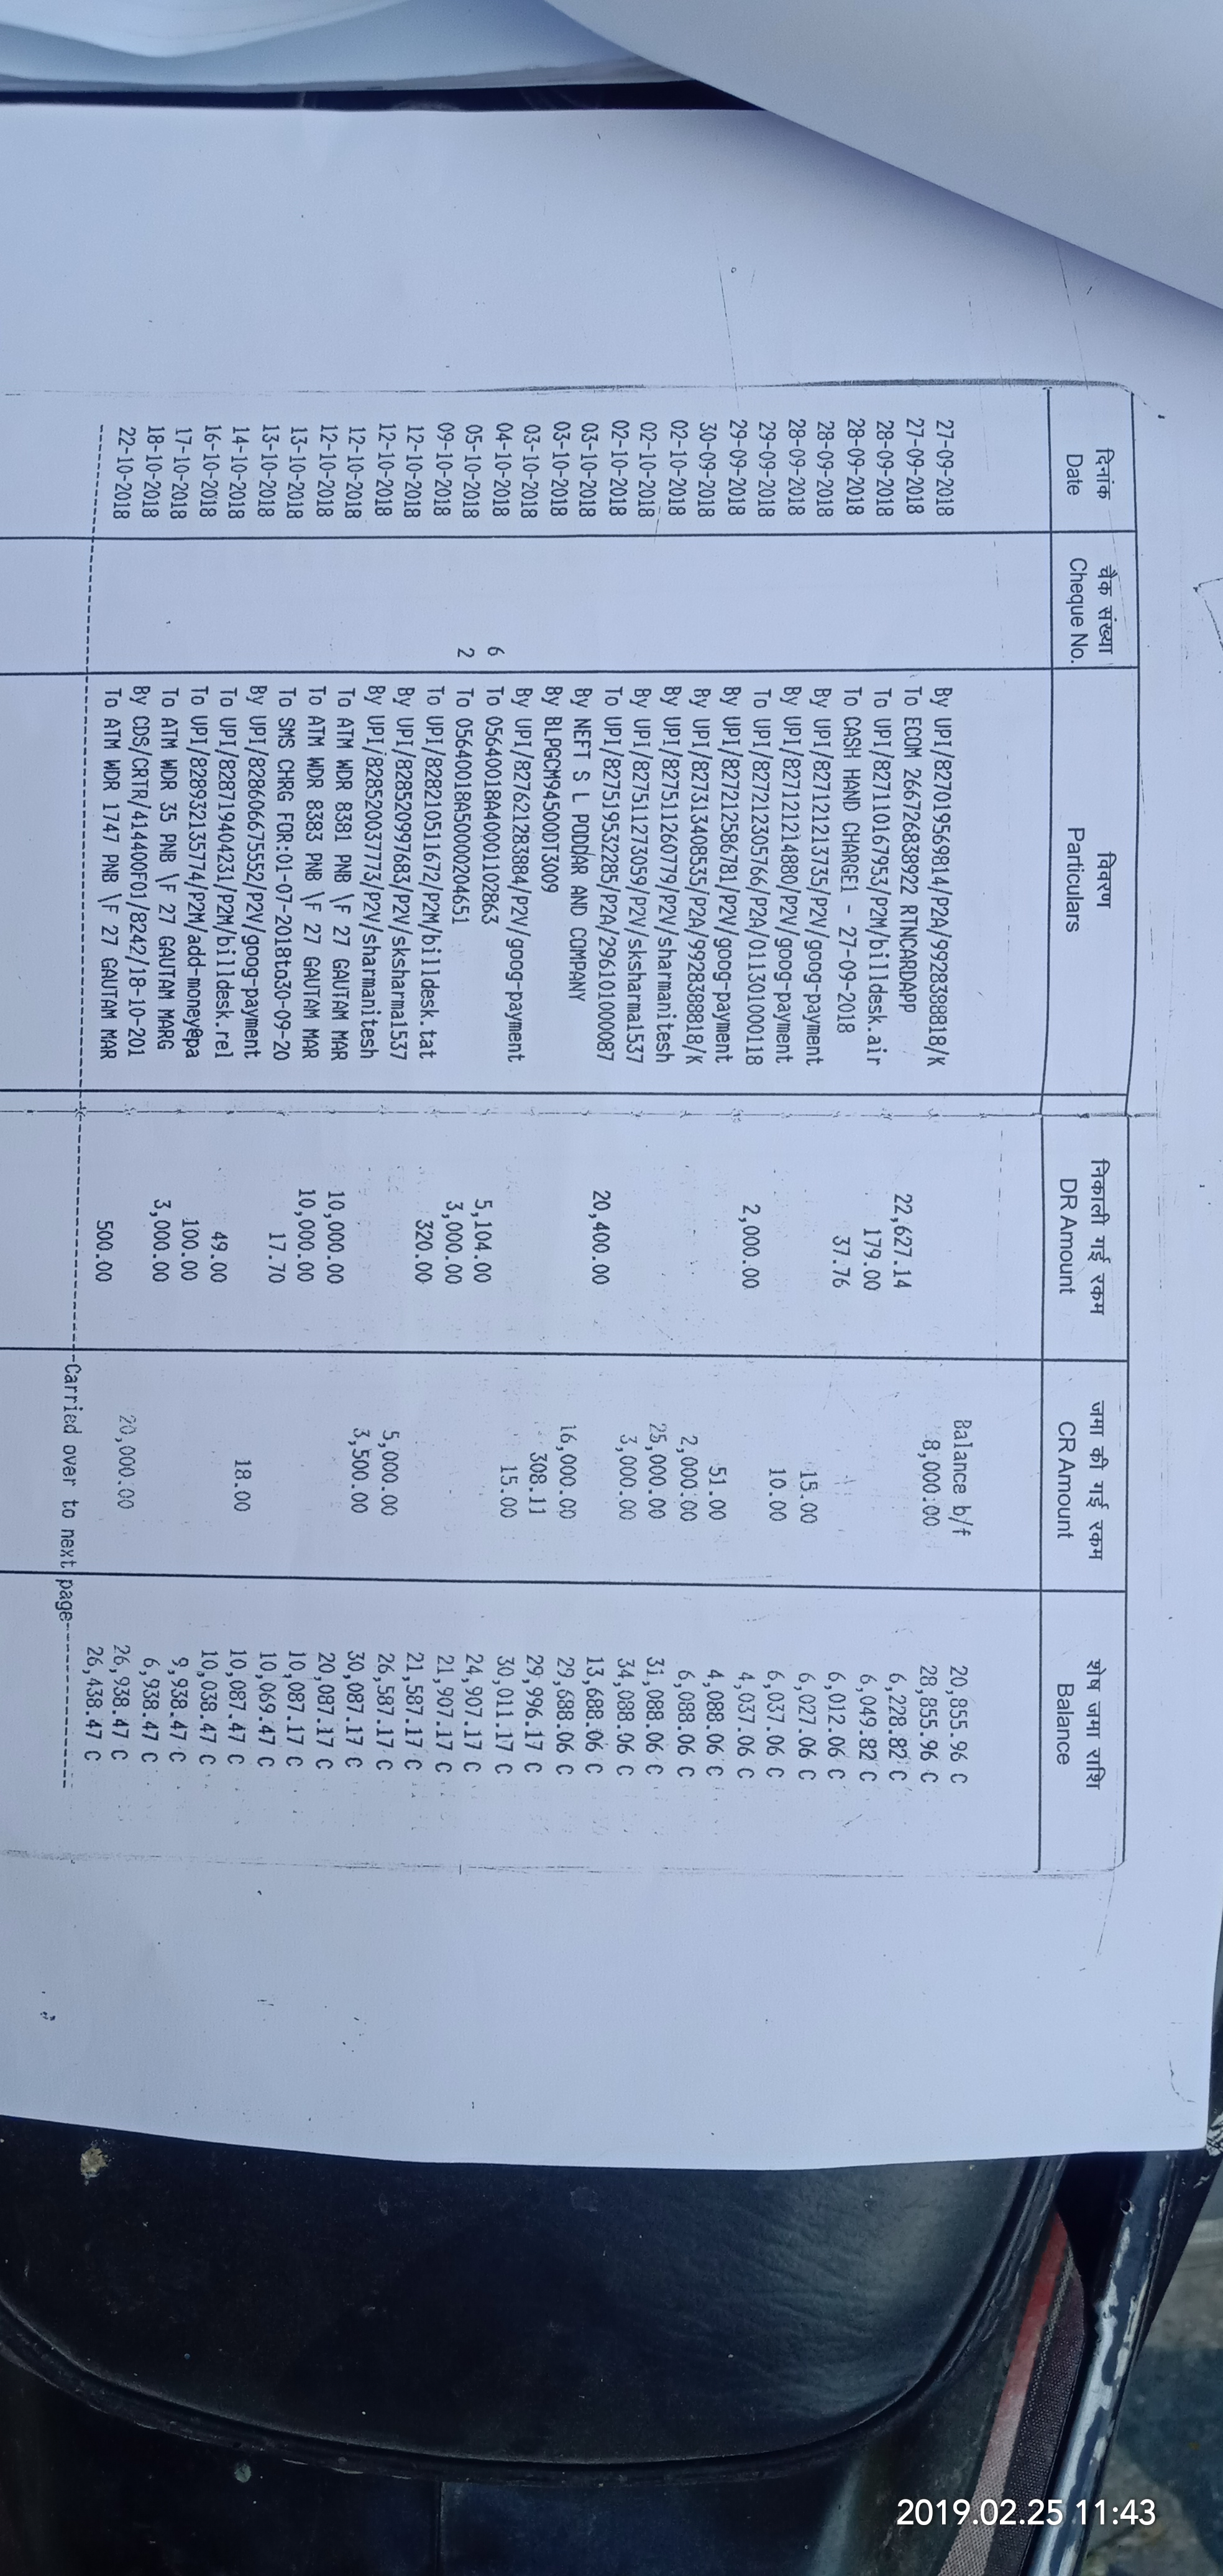 दिनांक चैक संख्या विवरण निकाली गई रकम जमा की गई रकम शेष जमा राशि
Date Cheque No. Particulars DR Amount CR Amount Balance
Balance b/f 20,855.96 C
27-09-2018 By UPI/827019569814/P2A/9928388818/K 8,000.00 28,855.96 C
27-09-2018 To ECOM 266726838922 RTNCARDAPP 22,627.14 6,228.82 C
28-09-2018 To UPI/827110167953/P2M/billdesk.air 179.00 6,049.82 C
28-09-2018 To CASH HAND CHARGE1 - 27-09-2018 37.76 6,012.06 C
28-09-2018 By UPI/827121213735/P2V/goog-payment 15.00 6,027.06 C
28-09-2018 By UPI/827121214880/P2V/goog-payment 10.00 6,037.06 C
29-09-2018 To UPI/827212305766/P2A/011301000118 2,000.00 4,037.06 C
29-09-2018 By UPI/827212586781/P2V/goog-payment 51.00 4,088.06 C
30-09-2018 By UPI/827313408535/P2A/9928388818/K 2,000.00 6,088.06 C
02-10-2018 By UPI/827511260779/P2V/sharmanitesh 25,000.00 31,088.06 C
02-10-2018 By UPI/827511273059/P2V/sksharma1537 3,000.00 34,088.06 C
02-10-2018 To UPI/827519532285/P2A/296101000087 20,400.00 13,688.06 C
03-10-2018 By NEFT S L PODDAR AND COMPANY 16,000.00 29,688.06 C
03-10-2018 By BLPGCM94500DT3009 308.11 29,996.17 C
03-10-2018 By UPI/827621283884/P2V/goog-payment 15.00 30,011.17 C
04-10-2018 6 To 05640018A40001102863 5,104.00 24,907.17 C
05-10-2018 2 To 05640018A50000204651 3,000.00 21,907.17 C
09-10-2018 To UPI/828210511672/P2M/billdesk.tat 320.00 21,587.17 C
12-10-2018 By UPI/828520997683/P2V/sksharma1537 5,000.00 26,587.17 C
12-10-2018 By UPI/828520037773/P2V/sharmanitesh 3,500.00 30,087.17 C
12-10-2018 To ATM WDR 8381 PNB \F 27 GAUTAM MAR 10,000.00 20,087.17 C
12-10-2018 To ATM WDR 8383 PNB \F 27 GAUTAM MAR 10,000.00 10,087.17 C
13-10-2018 To SMS CHRG FOR:01-07-2018to30-09-20 17.70 10,069.47 C
13-10-2018 By UPI/828606675552/P2V/goog-payment 18.00 10,087.47 C
14-10-2018 To UPI/828719404231/P2M/billdesk.rel 49.00 10,038.47 C
16-10-2018 To UPI/828932135774/P2M/add-money@pa 100.00 9,938.47 C
17-10-2018 To ATM WDR 35 PNB \F 27 GAUTAM MARG 3,000.00 6,938.47 C
18-10-2018 By CDS/CRTR/414400F01/8242/18-10-201 20,000.00 26,938.47 C
22-10-2018 To ATM WDR 1747 PNB \F 27 GAUTAM MAR 500.00 26,438.47 C
Carried over to next page
2019.02.25 11:43